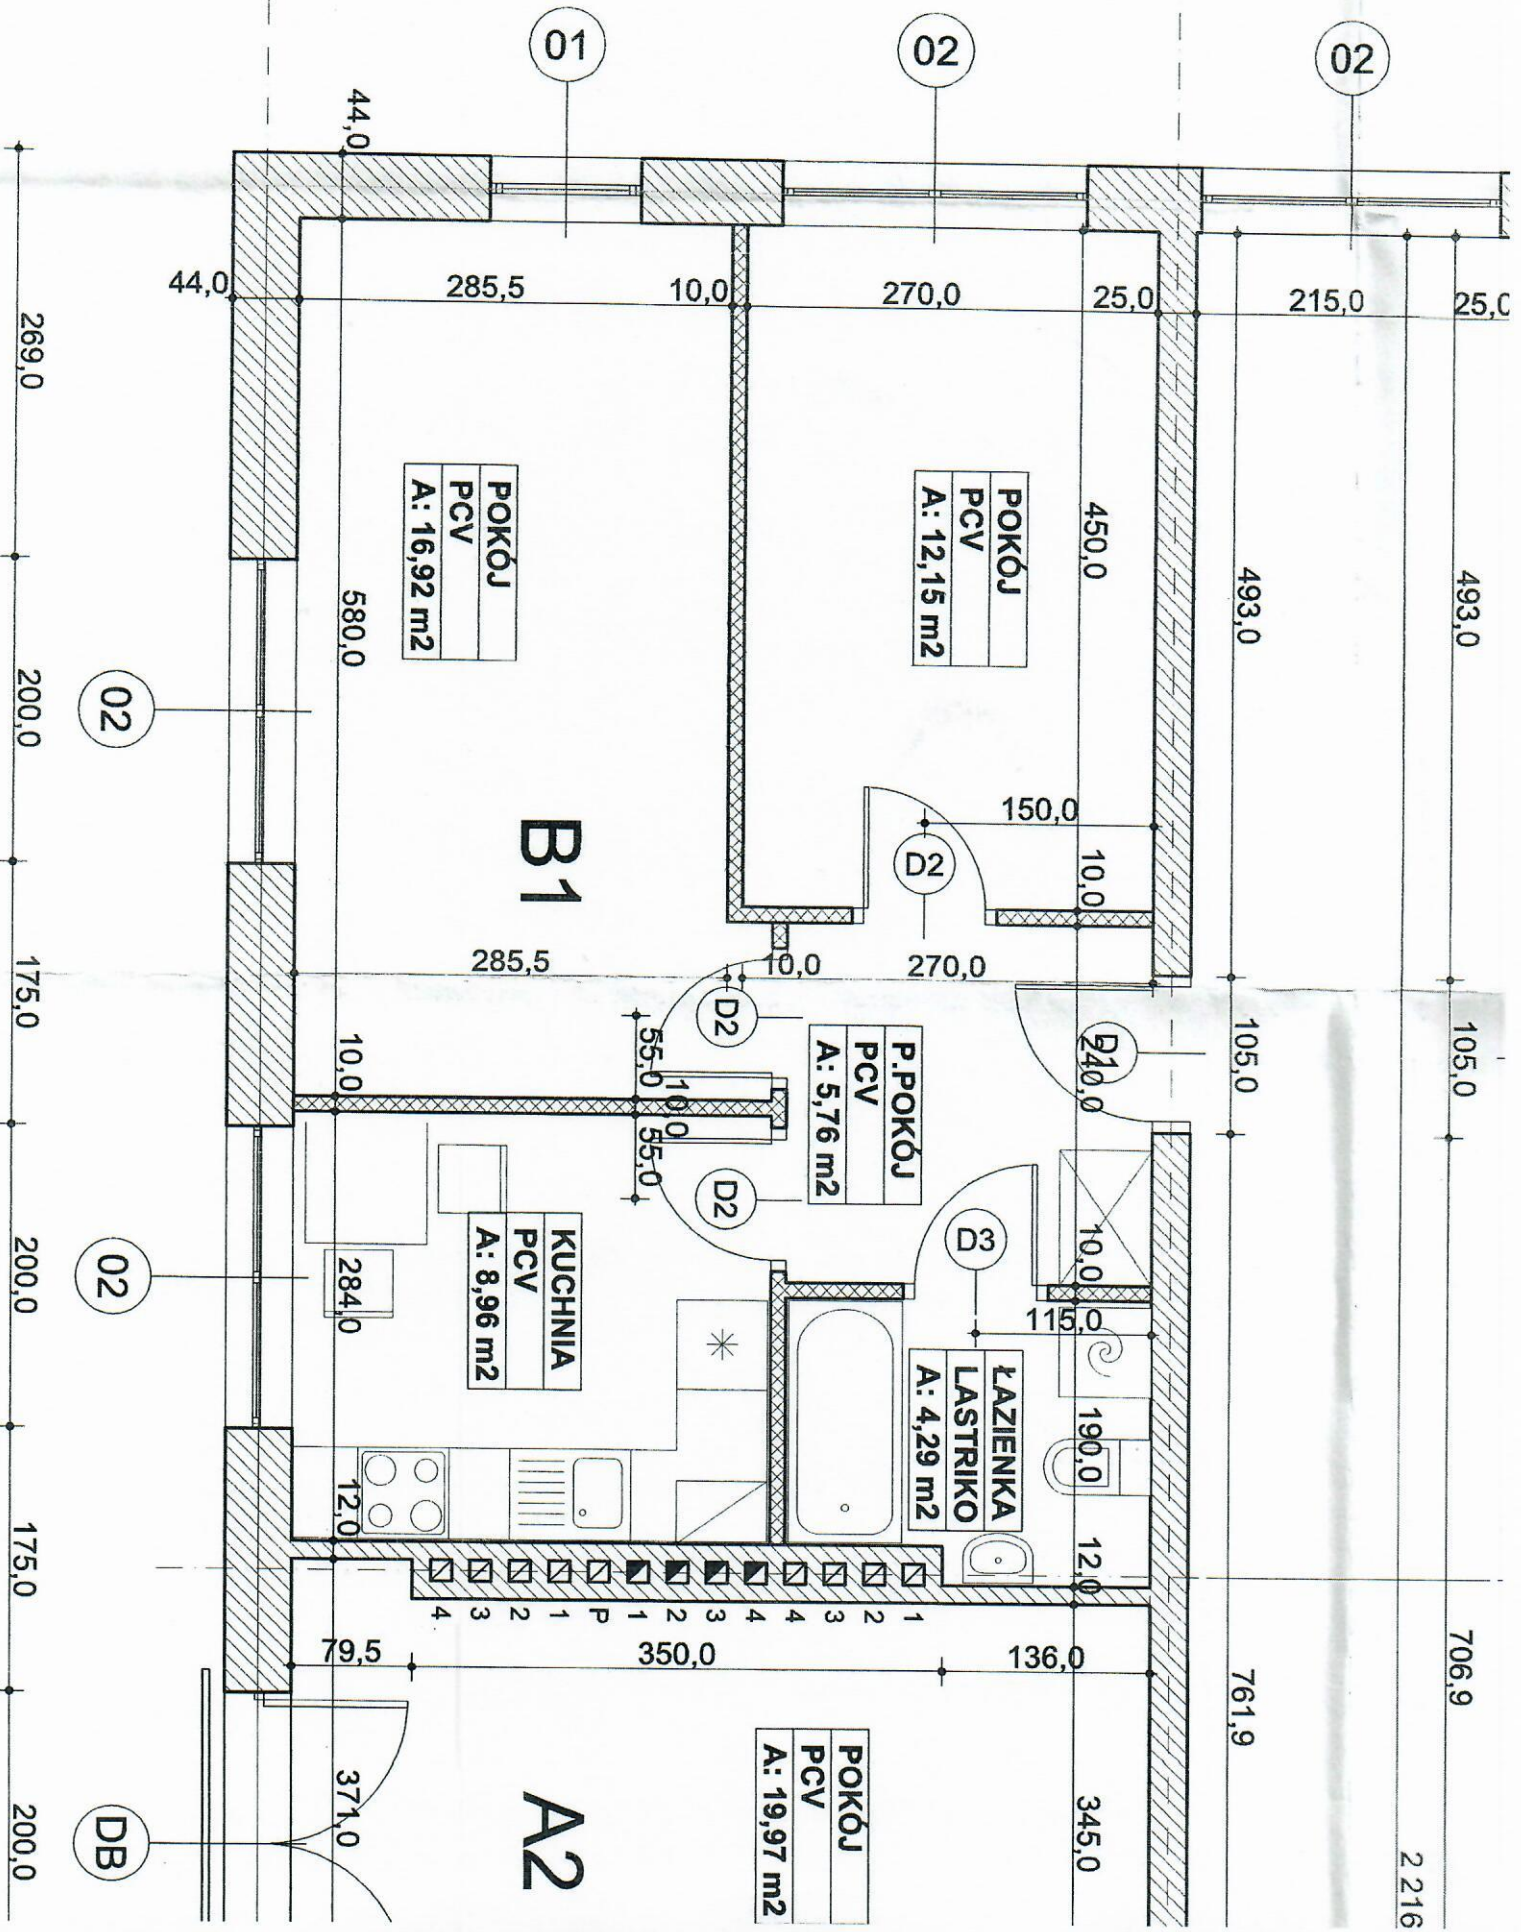 01
02
02
44,0
44,0
285,5
10,0
270,0
25,0
215,0
25,0
269,0
POKÓJ
PCV
A: 16,92 m2
POKÓJ
PCV
A: 12,15 m2
450,0
493,0
493,0
580,0
02
200,0
B1
150,0
D2
10,0
285,5
10,0
270,0
175,0
D2
P.POKÓJ
PCV
A: 5,76 m2
D1
240,0
105,0
105,0
10,0
55,0
10,0
55,0
D2
D3
10,0
02
200,0
284,0
KUCHNIA
PCV
A: 8,96 m2
115,0
ŁAZIENKA
LASTRIKO
A: 4,29 m2
190,0
12,0
12,0
175,0
4
3
2
1
P
1
2
3
4
4
3
2
1
79,5
350,0
136,0
761,9
706,9
POKÓJ
PCV
A: 19,97 m2
A2
371,0
345,0
DB
200,0
2 216